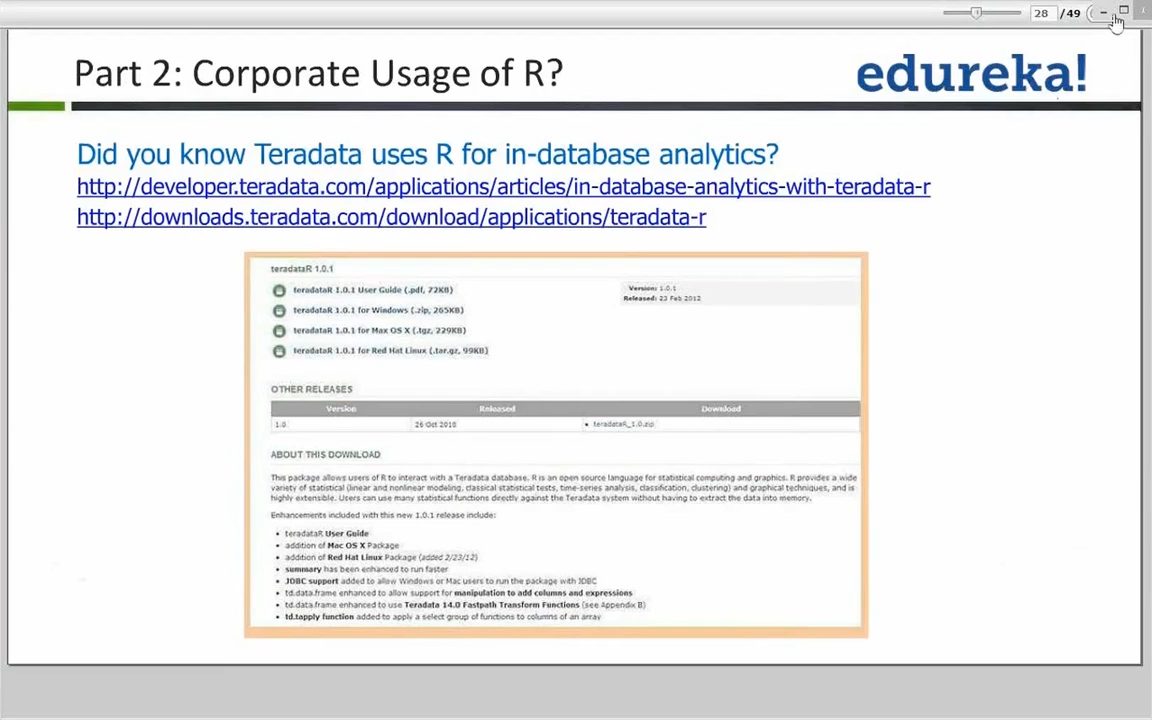 28 /49
Part 2: Corporate Usage of R?
edureka!
Did you know Teradata uses R for in-database analytics?
http://developer.teradata.com/applications/articles/in-database-analytics-with-teradata-r
http://downloads.teradata.com/download/applications/teradata-r
teradataR 1.0.1
teradataR 1.0.1 User Guide (.pdf, 72KB)
Version: 1.0.1
Released: 23 Feb 2012
teradataR 1.0.1 for Windows (.zip, 265KB)
teradataR 1.0.1 for Max OS X (.tgz, 229KB)
teradataR 1.0.1 for Red Hat Linux (.tar.gz, 99KB)
OTHER RELEASES
Version Released Download
1.0 26 Oct 2010 • teradataR_1.0.zip
ABOUT THIS DOWNLOAD
This package allows users of R to interact with a Teradata database. R is an open source language for statistical computing and graphics. R provides a wide
variety of statistical (linear and nonlinear modeling, classical statistical tests, time-series analysis, classification, clustering) and graphical techniques, and is
highly extensible. Users can use many statistical functions directly against the Teradata system without having to extract the data into memory.
Enhancements included with this new 1.0.1 release include:
• teradataR User Guide
• addition of Mac OS X Package
• addition of Red Hat Linux Package (added 2/23/12)
• summary has been enhanced to run faster
• JDBC support added to allow Windows or Mac users to run the package with JDBC
• td.data.frame enhanced to allow support for manipulation to add columns and expressions
• td.data.frame enhanced to use Teradata 14.0 Fastpath Transform Functions (see Appendix B)
• td.tapply function added to apply a select group of functions to columns of an array